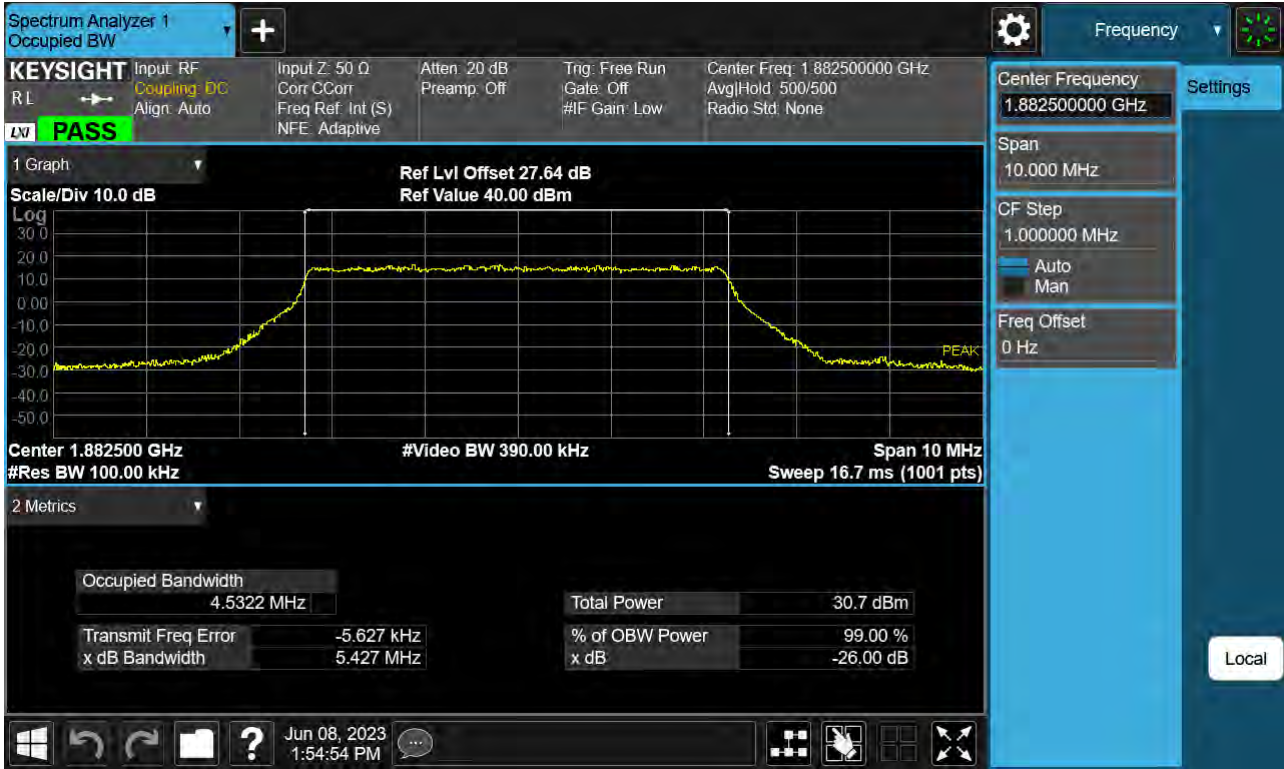 Spectrum Analyzer 1
Occupied BW
Frequency
KEYSIGHT
RL
LXI
PASS
Input: RF
Coupling: DC
Align: Auto
Input Z: 50 Ω
Corr CCorr
Freq Ref: Int (S)
NFE: Adaptive
Atten: 20 dB
Preamp: Off
Trig: Free Run
Gate: Off
#IF Gain: Low
Center Freq: 1.882500000 GHz
Avg|Hold: 500/500
Radio Std: None
1 Graph
Ref Lvl Offset 27.64 dB
Scale/Div 10.0 dB
Ref Value 40.00 dBm
Log
30.0
20.0
10.0
0.00
-10.0
-20.0
-30.0
-40.0
-50.0
PEAK
Center 1.882500 GHz
#Video BW 390.00 kHz
Span 10 MHz
#Res BW 100.00 kHz
Sweep 16.7 ms (1001 pts)
2 Metrics
Occupied Bandwidth
4.5322 MHz
Total Power 30.7 dBm
Transmit Freq Error -5.627 kHz
% of OBW Power 99.00 %
x dB Bandwidth 5.427 MHz
x dB -26.00 dB
Jun 08, 2023
1:54:54 PM
Center Frequency
1.882500000 GHz
Settings
Span
10.000 MHz
CF Step
1.000000 MHz
Auto
Man
Freq Offset
0 Hz
Local